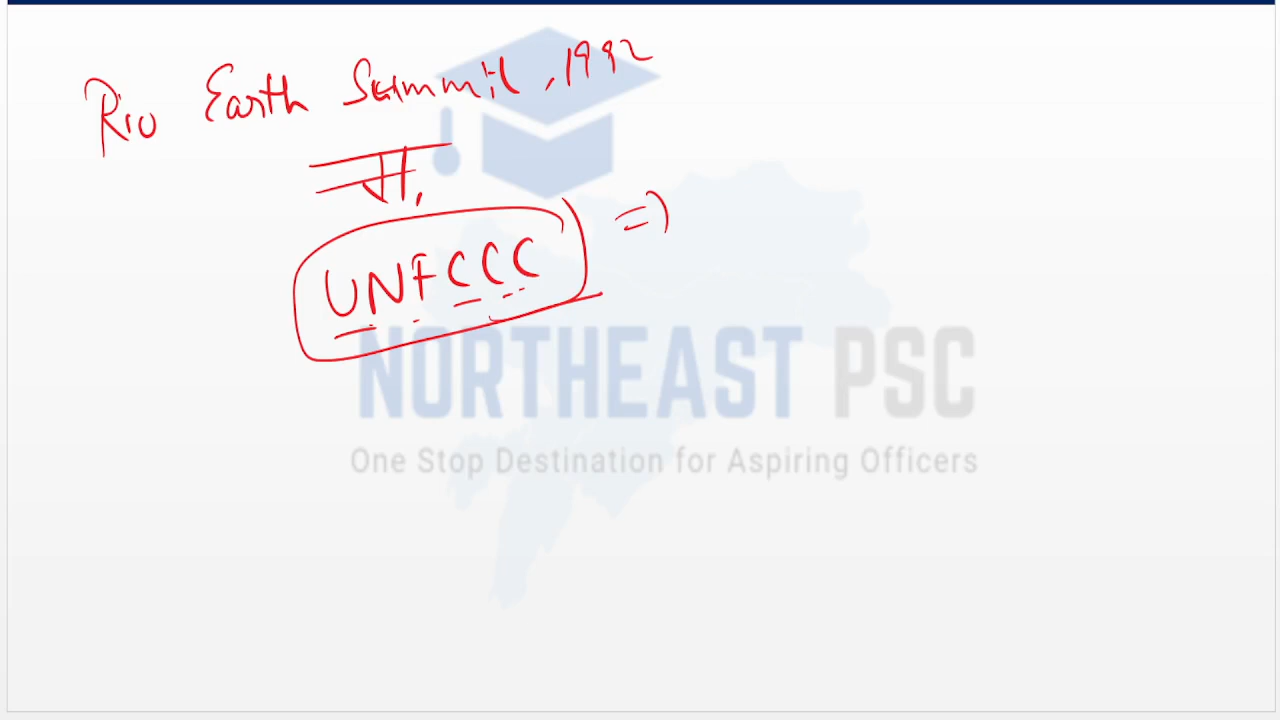 Rio Earth Summit, 1992
UNFCCC =>
NORTHEAST PSC
One Stop Destination for Aspiring Officers